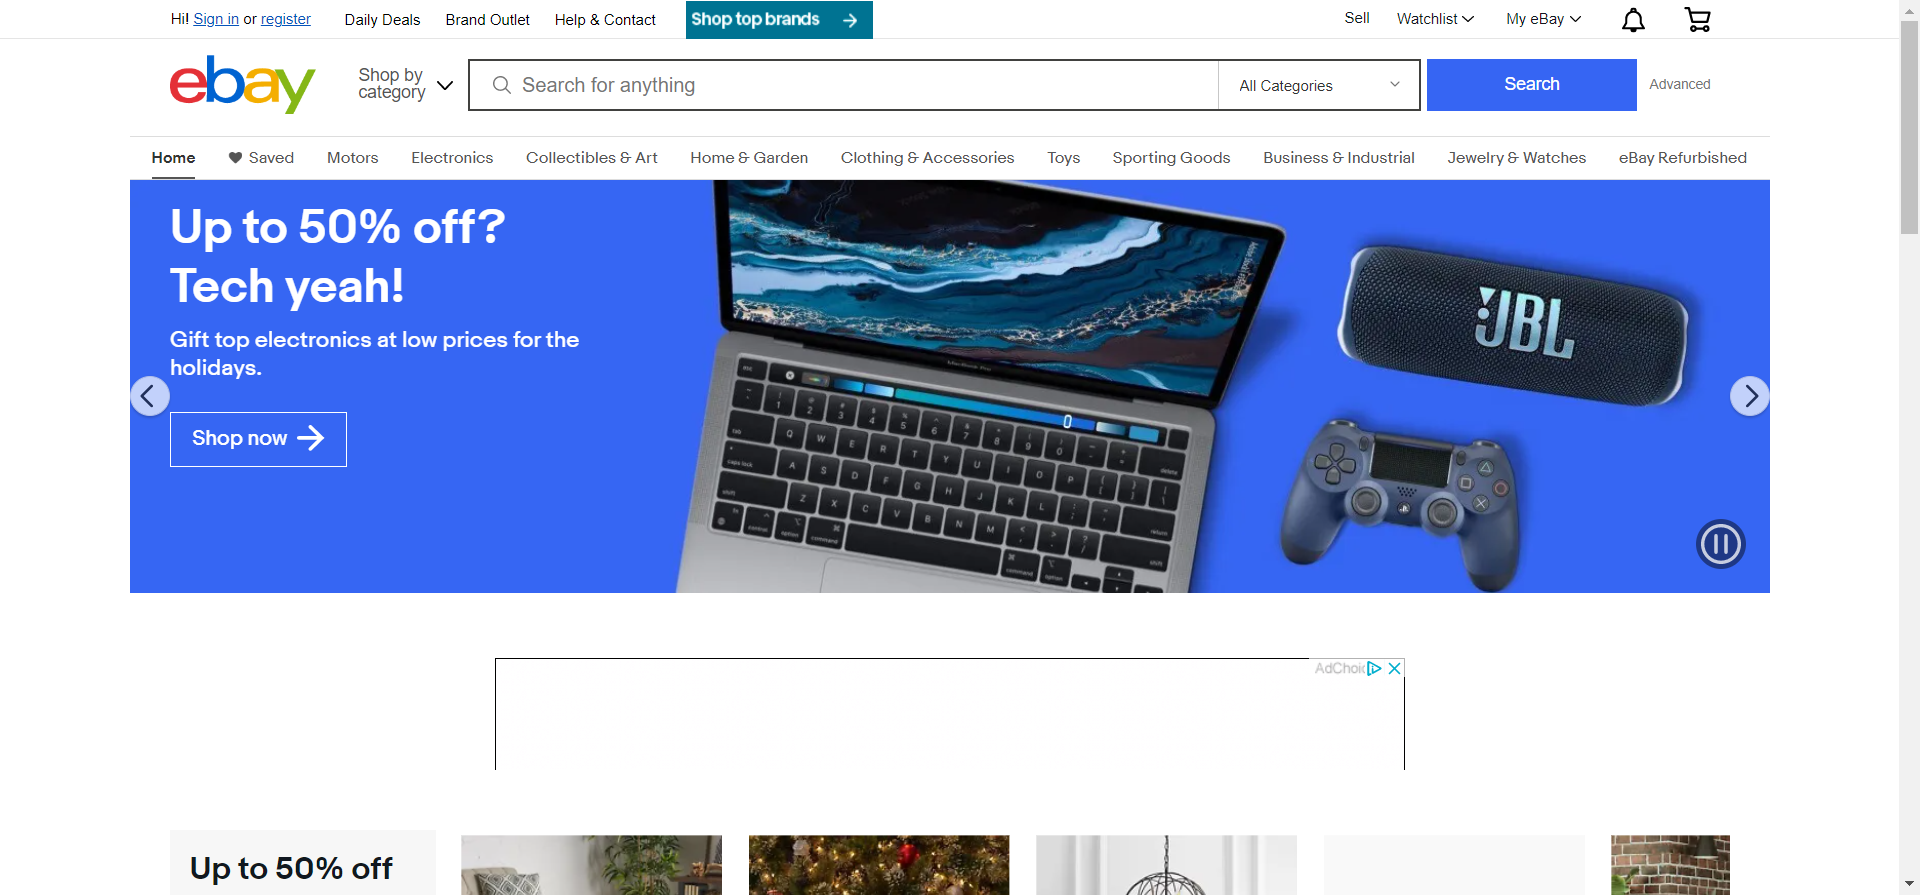 Hi! Sign in or register
Daily Deals
Brand Outlet
Help & Contact
Shop top brands
Sell
Watchlist
My eBay
ebay
Shop by
category
Search for anything
All Categories
Search
Advanced
Home
Saved
Motors
Electronics
Collectibles & Art
Home & Garden
Clothing & Accessories
Toys
Sporting Goods
Business & Industrial
Jewelry & Watches
eBay Refurbished
Up to 50% off?
Tech yeah!
Gift top electronics at low prices for the
holidays.
Shop now
JBL
MacBook Pro
AdChoic
Up to 50% off